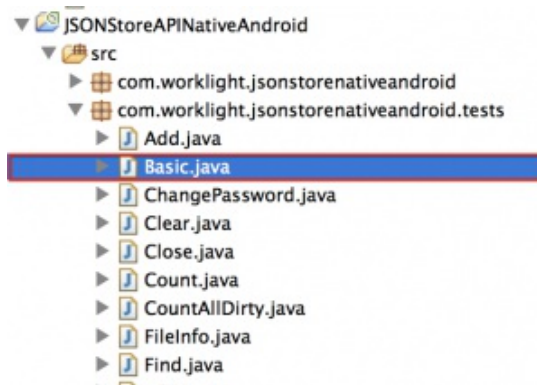 JSONStoreAPINativeAndroid
src
com.worklight.jsonstorenativeandroid
com.worklight.jsonstorenativeandroid.tests
Add.java
Basic.java
ChangePassword.java
Clear.java
Close.java
Count.java
CountAllDirty.java
FileInfo.java
Find.java